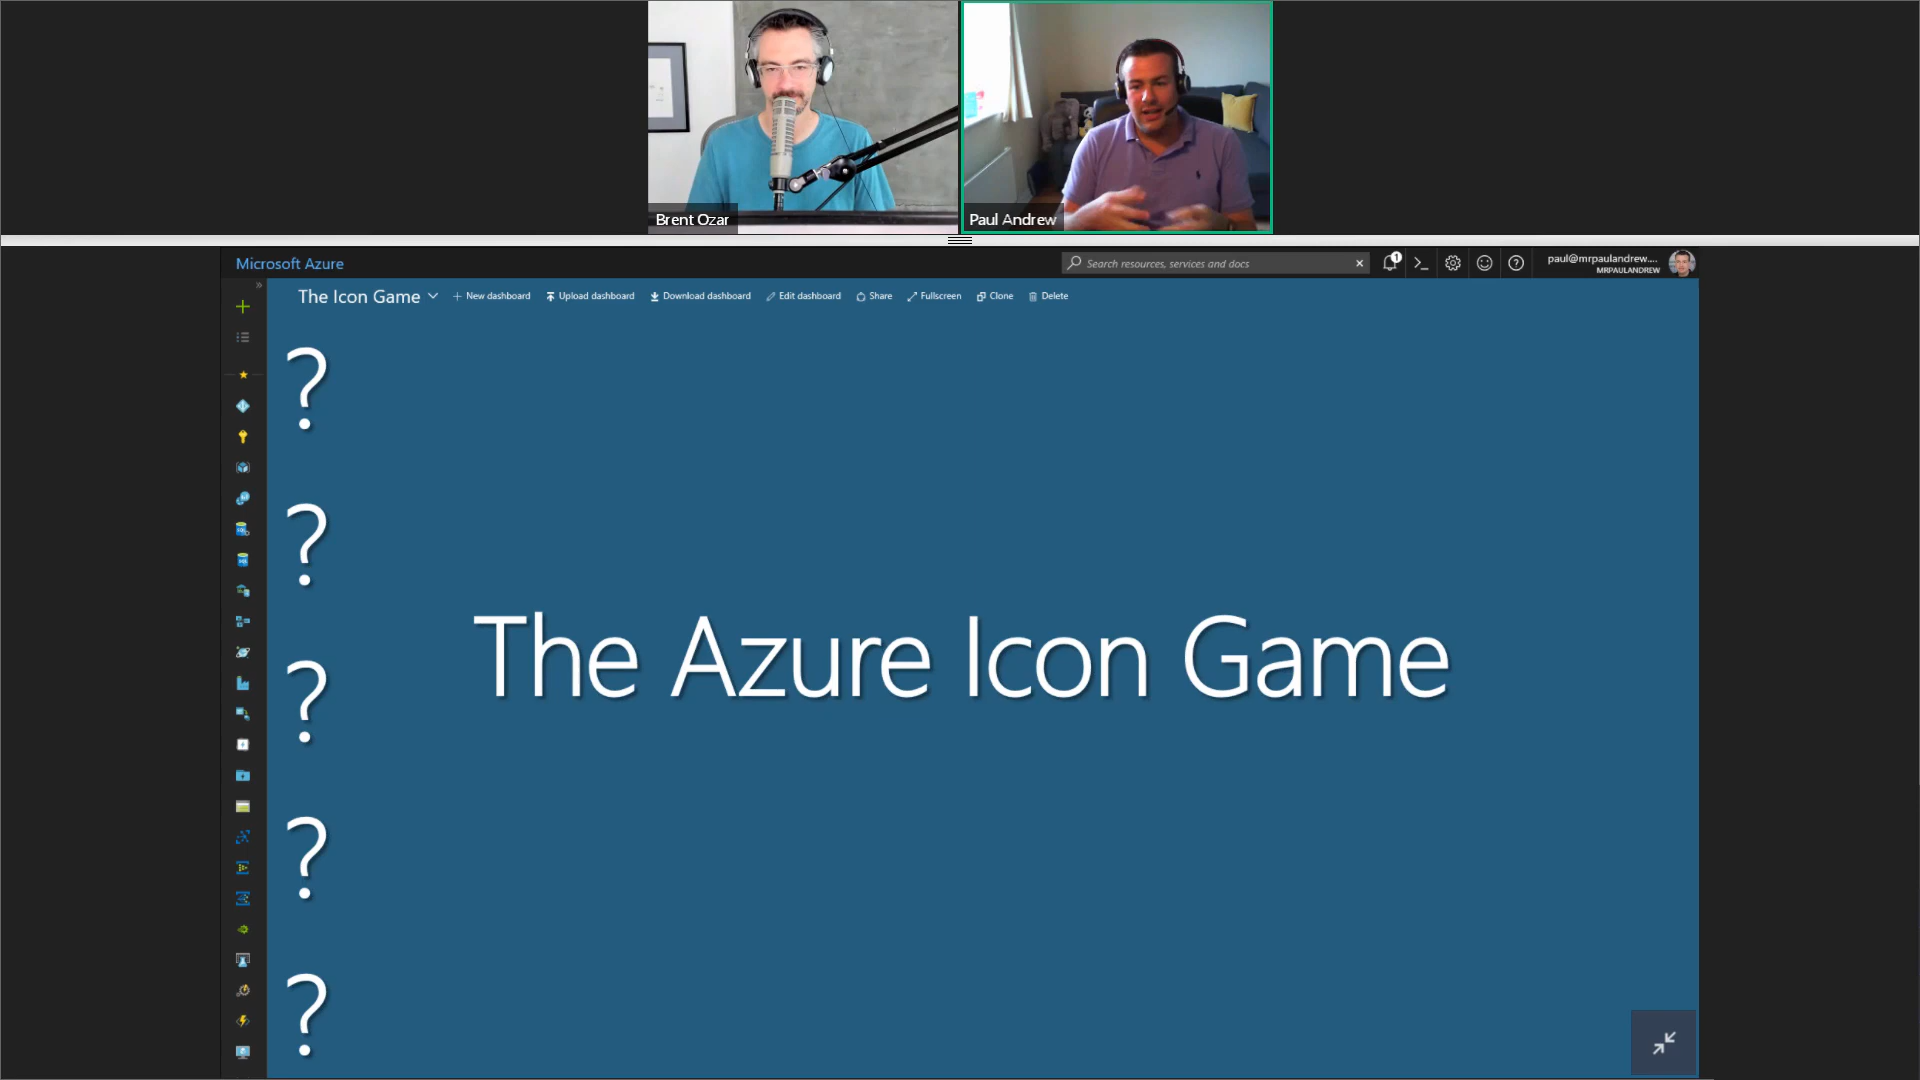 Brent Ozar
Paul Andrew
Microsoft Azure
Search resources, services and docs
1
paul@mrpaulandrew....
MRPAULANDREW
The Icon Game
New dashboard
Upload dashboard
Download dashboard
Edit dashboard
Share
Fullscreen
Clone
Delete
?
?
?
?
?
The Azure Icon Game